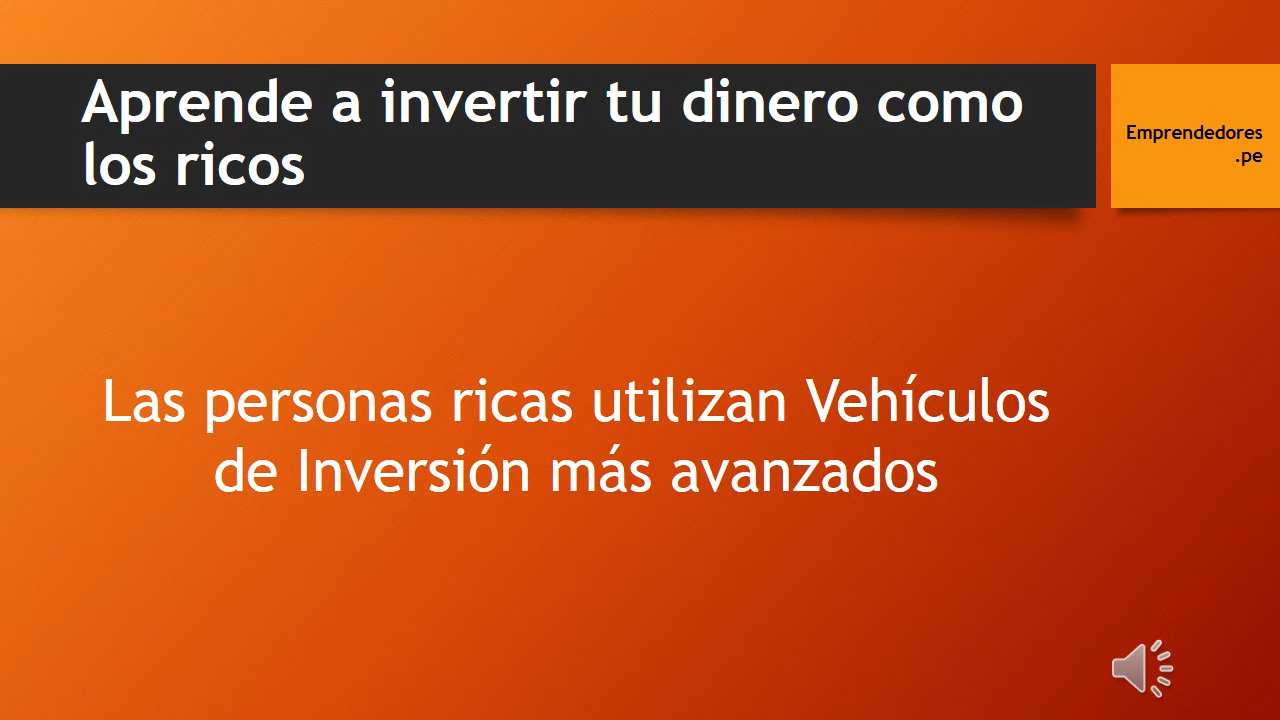 Aprende a invertir tu dinero como
los ricos
Emprendedores
.pe
Las personas ricas utilizan Vehículos
de Inversión más avanzados